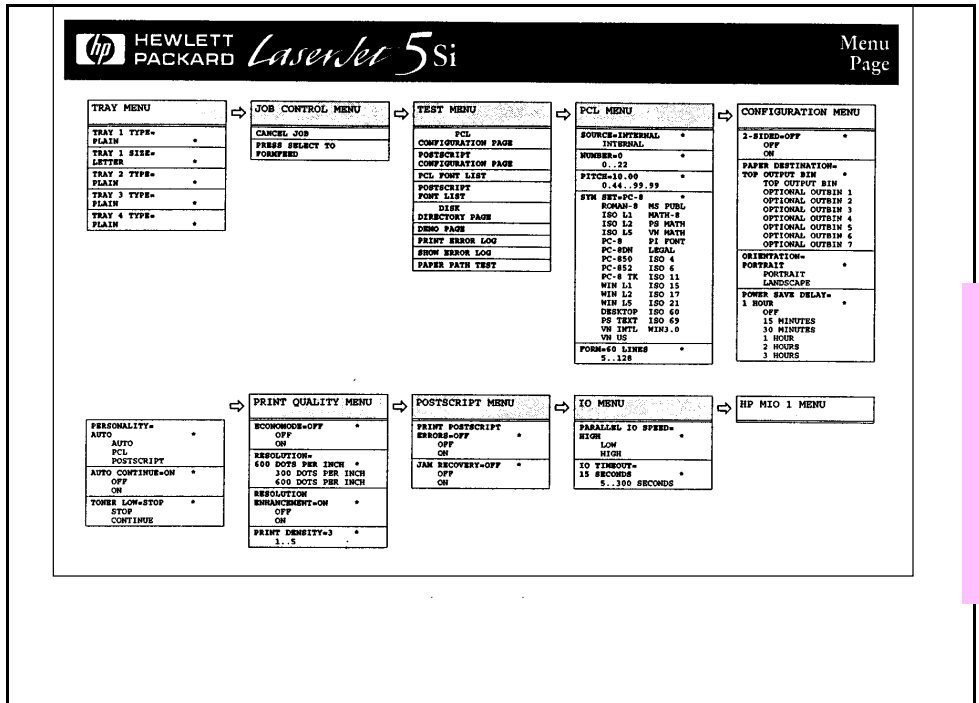 hp HEWLETT PACKARD LaserJet 5Si
Menu
Page
TRAY MENU
TRAY 1 TYPE=
PLAIN *
TRAY 1 SIZE=
LETTER *
TRAY 2 TYPE=
PLAIN *
TRAY 3 TYPE=
PLAIN *
TRAY 4 TYPE=
PLAIN *
JOB CONTROL MENU
CANCEL JOB
PRESS SELECT TO
FORMFEED
TEST MENU
PCL
CONFIGURATION PAGE
POSTSCRIPT
CONFIGURATION PAGE
PCL FONT LIST
POSTSCRIPT
FONT LIST
DISK
DIRECTORY PAGE
DEMO PAGE
PRINT ERROR LOG
SHOW ERROR LOG
PAPER PATH TEST
PCL MENU
SOURCE=INTERNAL *
INTERNAL
NUMBER=0 *
0..22
PITCH=10.00 *
0.44..99.99
SYM SET=PC-8 *
ROMAN-8 MS PUBL
ISO L1 MATH-8
ISO L2 PS MATH
ISO L5 VN MATH
PC-8 PI FONT
PC-8DN LEGAL
PC-850 ISO 4
PC-852 ISO 6
PC-8 TK ISO 11
WIN L1 ISO 15
WIN L2 ISO 17
WIN L5 ISO 21
DESKTOP ISO 60
PS TEXT ISO 69
VN INTL WIN3.0
VN US
FORM=60 LINES *
5..128
CONFIGURATION MENU
2-SIDED=OFF *
OFF
ON
PAPER DESTINATION=
TOP OUTPUT BIN *
TOP OUTPUT BIN
OPTIONAL OUTBIN 1
OPTIONAL OUTBIN 2
OPTIONAL OUTBIN 3
OPTIONAL OUTBIN 4
OPTIONAL OUTBIN 5
OPTIONAL OUTBIN 6
OPTIONAL OUTBIN 7
ORIENTATION=
PORTRAIT *
PORTRAIT
LANDSCAPE
POWER SAVE DELAY=
1 HOUR *
OFF
15 MINUTES
30 MINUTES
1 HOUR
2 HOURS
3 HOURS
PERSONALITY=
AUTO *
AUTO
PCL
POSTSCRIPT
AUTO CONTINUE=ON *
OFF
ON
TONER LOW=STOP *
STOP
CONTINUE
PRINT QUALITY MENU
ECONOMODE=OFF *
OFF
ON
RESOLUTION=
600 DOTS PER INCH *
300 DOTS PER INCH
600 DOTS PER INCH
RESOLUTION
ENHANCEMENT=ON *
OFF
ON
PRINT DENSITY=3 *
1..5
POSTSCRIPT MENU
PRINT POSTSCRIPT
ERRORS=OFF *
OFF
ON
JAM RECOVERY=OFF *
OFF
ON
IO MENU
PARALLEL IO SPEED=
HIGH *
LOW
HIGH
IO TIMEOUT=
15 SECONDS *
5..300 SECONDS
HP MIO 1 MENU